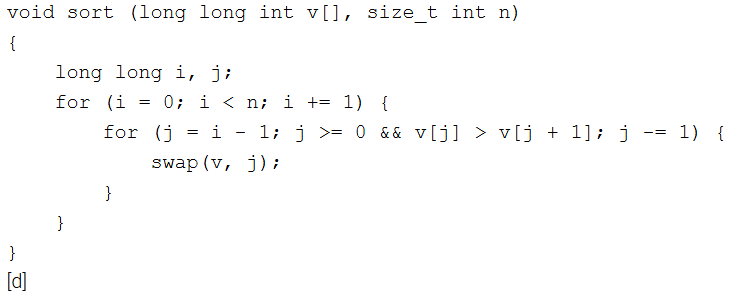 void sort (long long int v[], size_t int n)
{
    long long i, j;
    for (i = 0; i < n; i += 1) {
        for (j = i - 1; j >= 0 && v[j] > v[j + 1]; j -= 1) {
            swap(v, j);
        }
    }
}
[d]